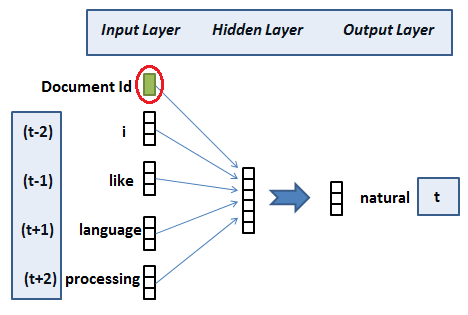 Input Layer Hidden Layer Output Layer
Document Id
(t-2) i
(t-1) like
natural t
(t+1) language
(t+2) processing